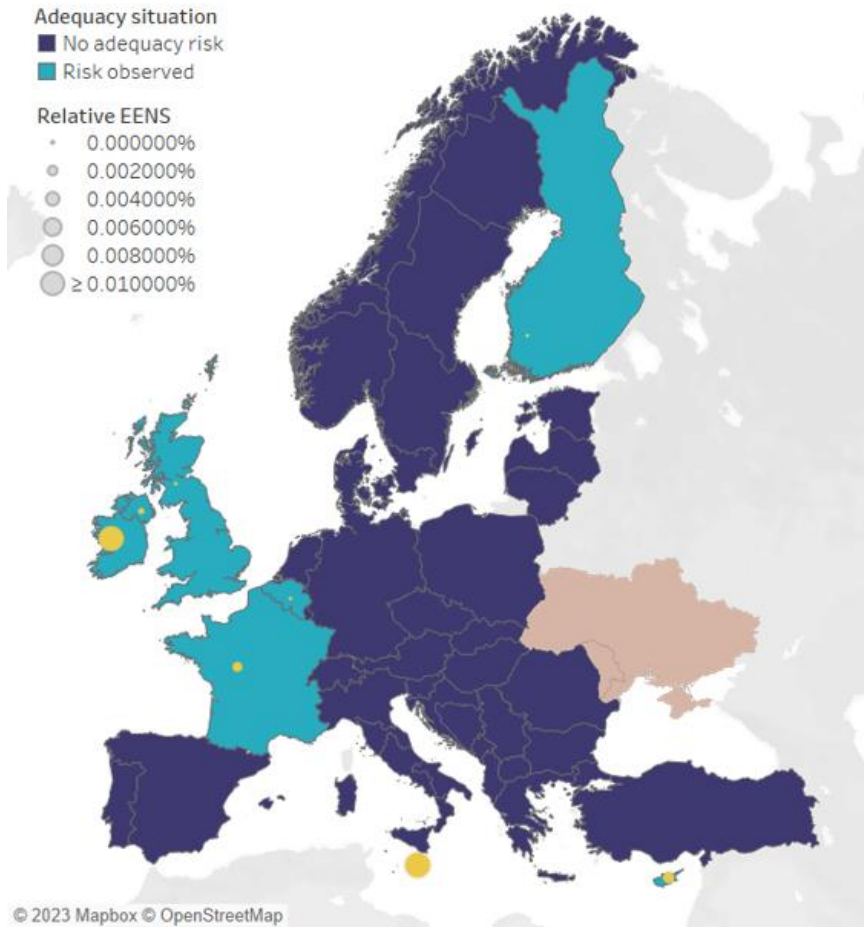 Adequacy situation
No adequacy risk
Risk observed
Relative EENS
0.000000%
0.002000%
0.004000%
0.006000%
0.008000%
≥ 0.010000%
© 2023 Mapbox © OpenStreetMap